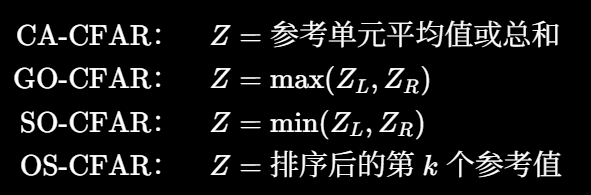 CA-CFAR: Z = 参考单元平均值或总和
GO-CFAR: Z = max(Z_L, Z_R)
SO-CFAR: Z = min(Z_L, Z_R)
OS-CFAR: Z = 排序后的第 k 个参考值